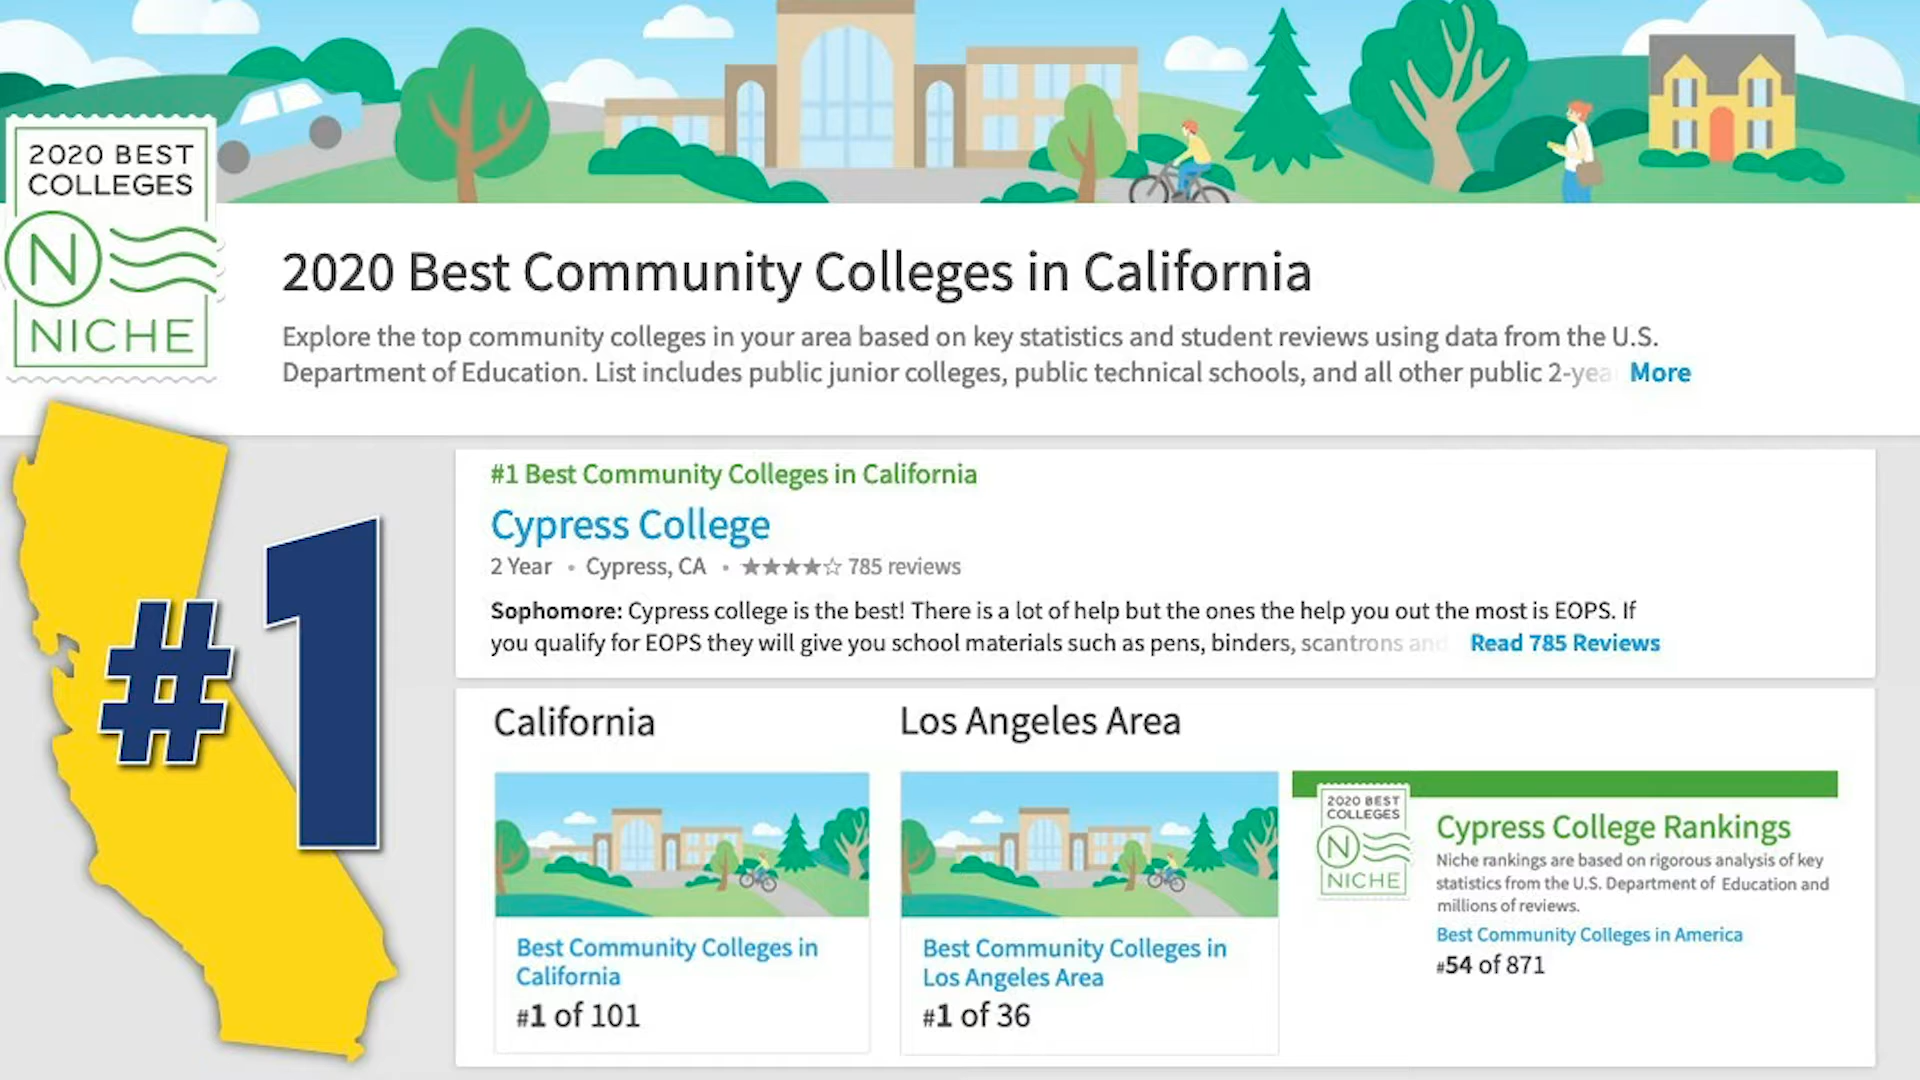 2020 BEST
COLLEGES
N
NICHE
2020 Best Community Colleges in California
Explore the top community colleges in your area based on key statistics and student reviews using data from the U.S.
Department of Education. List includes public junior colleges, public technical schools, and all other public 2-yea More
#1
#1 Best Community Colleges in California
Cypress College
2 Year • Cypress, CA • ★★★★☆ 785 reviews
Sophomore: Cypress college is the best! There is a lot of help but the ones the help you out the most is EOPS. If
you qualify for EOPS they will give you school materials such as pens, binders, scantrons and Read 785 Reviews
California
Best Community Colleges in
California
#1 of 101
Los Angeles Area
Best Community Colleges in
Los Angeles Area
#1 of 36
2020 BEST
COLLEGES
N
NICHE
Cypress College Rankings
Niche rankings are based on rigorous analysis of key
statistics from the U.S. Department of Education and
millions of reviews.
Best Community Colleges in America
#54 of 871